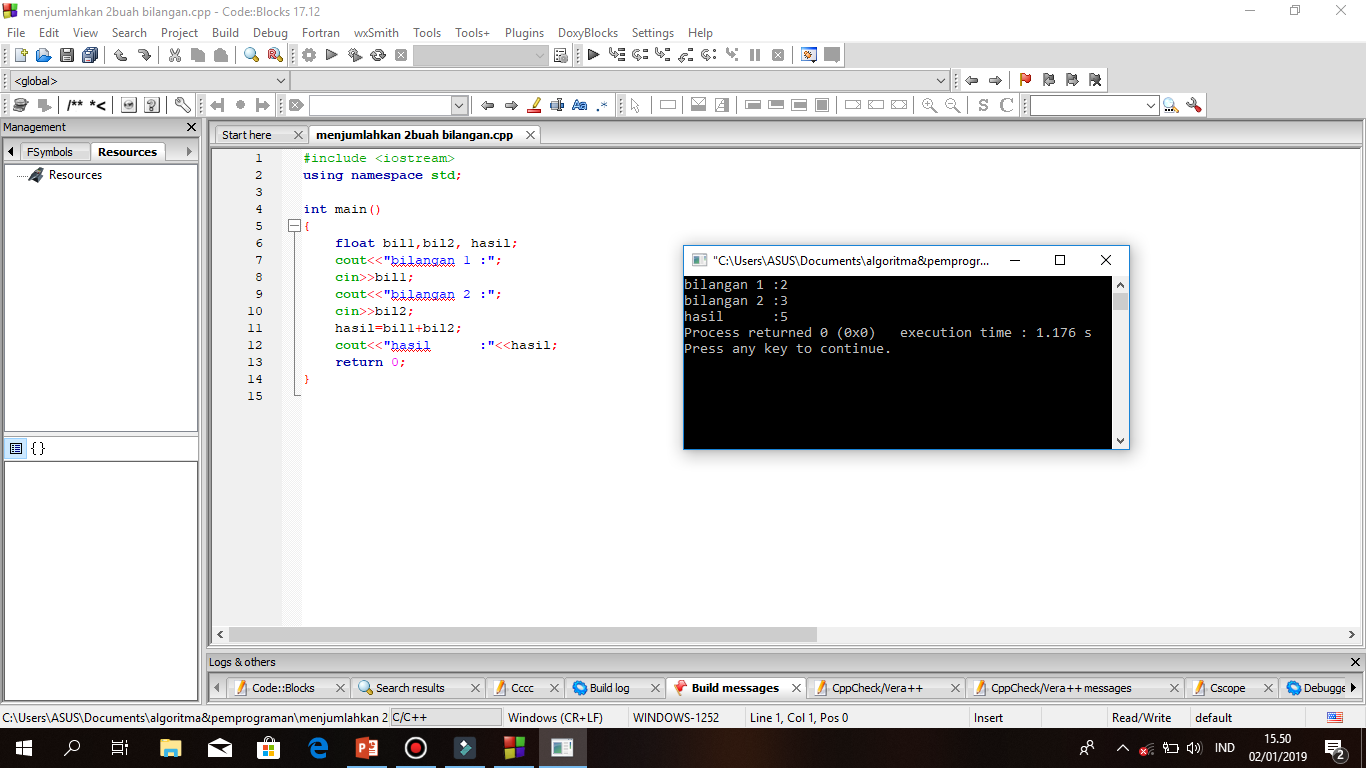 menjumlahkan 2buah bilangan.cpp - Code::Blocks 17.12
File Edit View Search Project Build Debug Fortran wxSmith Tools Tools+ Plugins DoxyBlocks Settings Help
<global>
/** *< Aa .* S C
Management
Start here menjumlahkan 2buah bilangan.cpp
FSymbols Resources
Resources
{}
1 #include <iostream>
2 using namespace std;
3
4 int main()
5 {
6 float bil1,bil2, hasil;
7 cout<<"bilangan 1 :";
8 cin>>bil1;
9 cout<<"bilangan 2 :";
10 cin>>bil2;
11 hasil=bil1+bil2;
12 cout<<"hasil      :"<<hasil;
13 return 0;
14 }
15
"C:\Users\ASUS\Documents\algoritma&pemprogr...
bilangan 1 :2
bilangan 2 :3
hasil      :5
Process returned 0 (0x0)   execution time : 1.176 s
Press any key to continue.
Logs & others
Code::Blocks Search results Cccc Build log Build messages CppCheck/Vera++ CppCheck/Vera++ messages Cscope Debugge
C:\Users\ASUS\Documents\algoritma&pemprograman\menjumlahkan 2 C/C++ Windows (CR+LF) WINDOWS-1252 Line 1, Col 1, Pos 0 Insert Read/Write default
IND 15.50
02/01/2019 2